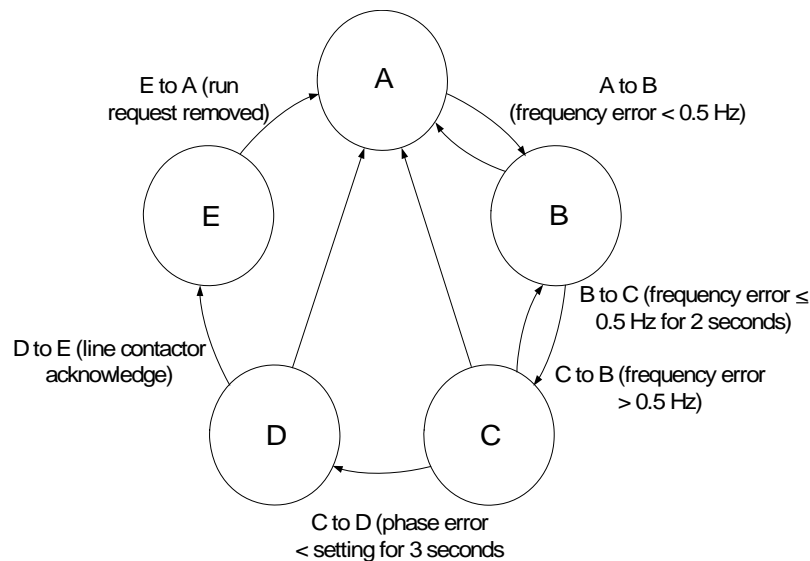 A
E to A (run
request removed)
A to B
(frequency error < 0.5 Hz)
E
B
B to C (frequency error ≤
0.5 Hz for 2 seconds)
D to E (line contactor
acknowledge)
C to B (frequency error
> 0.5 Hz)
D
C
C to D (phase error
< setting for 3 seconds